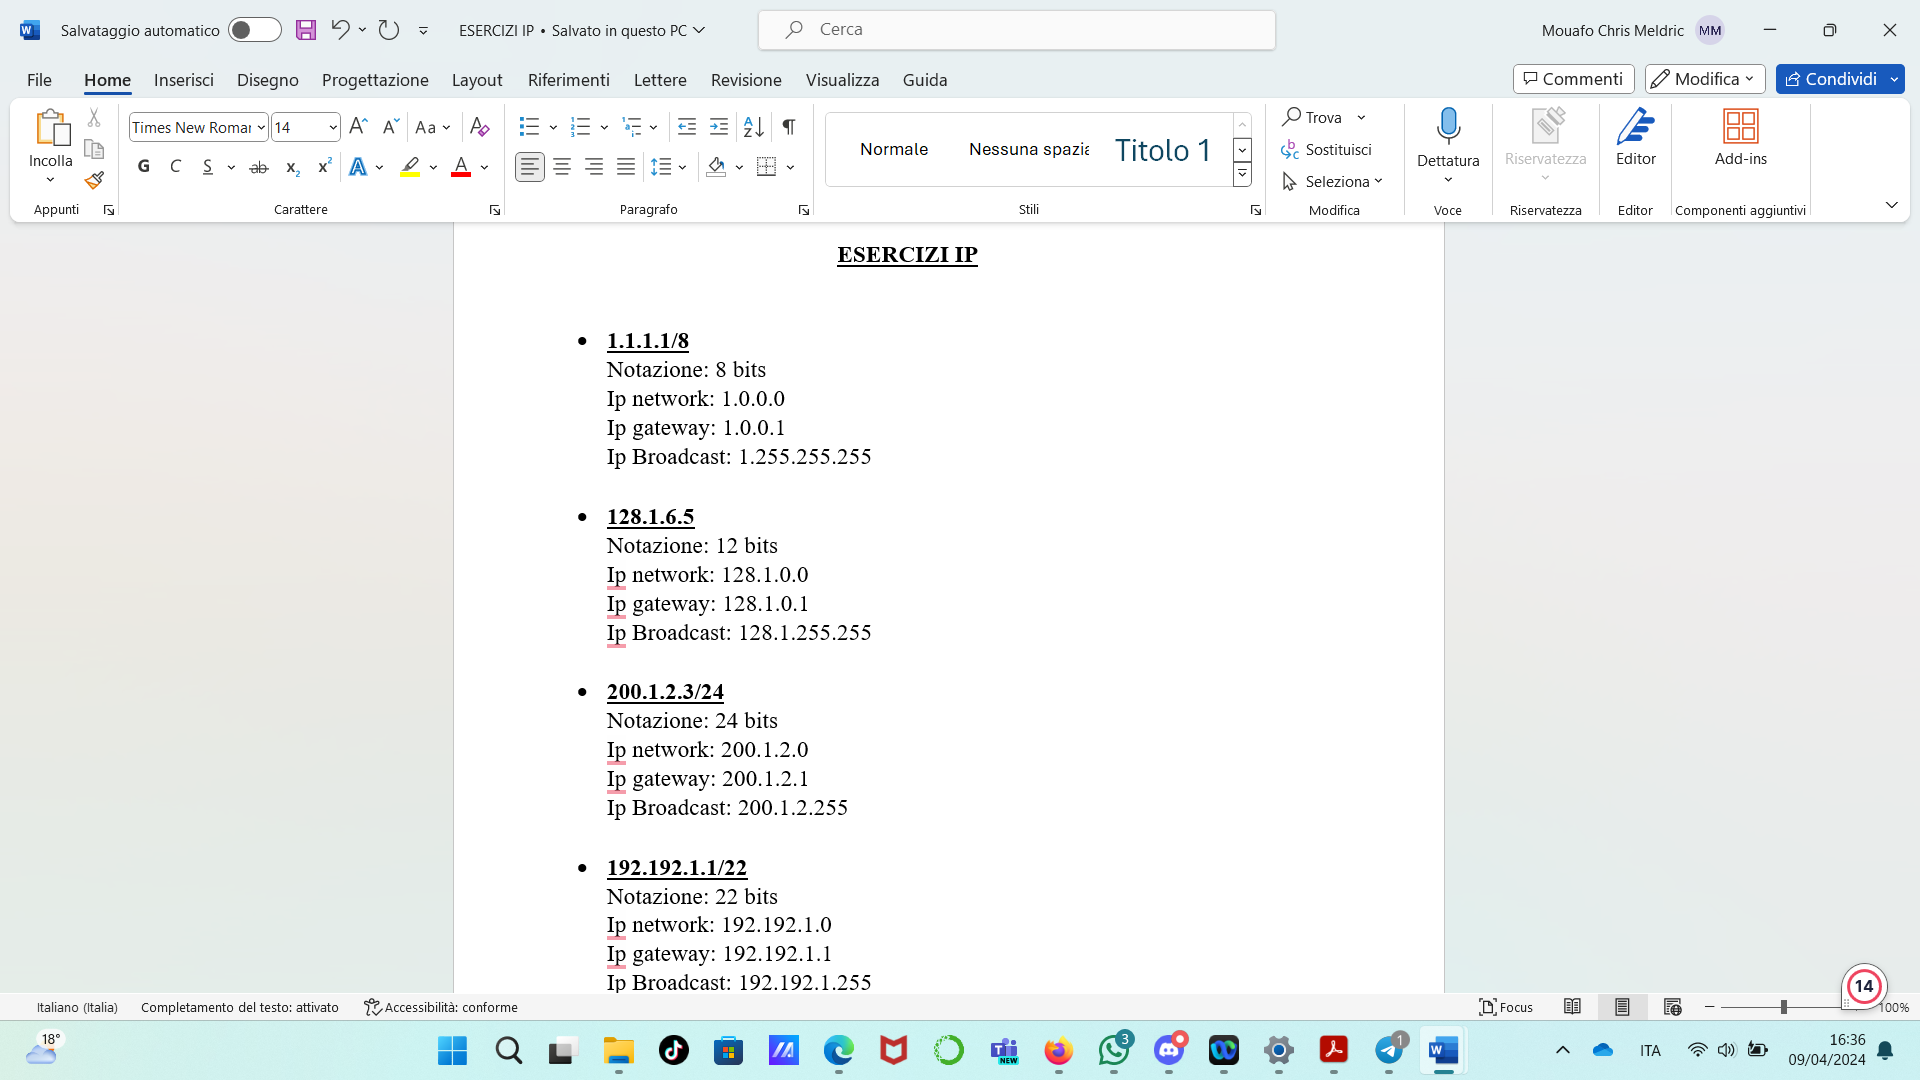 Salvataggio automatico
ESERCIZI IP • Salvato in questo PC
Cerca
Mouafo Chris Meldric
MM
File
Home
Inserisci
Disegno
Progettazione
Layout
Riferimenti
Lettere
Revisione
Visualizza
Guida
Commenti
Modifica
Condividi
Incolla
Times New Roman
14
Normale
Nessuna spazia
Titolo 1
Trova
Sostituisci
Seleziona
Dettatura
Riservatezza
Editor
Add-ins
Appunti
Carattere
Paragrafo
Stili
Modifica
Voce
Riservatezza
Editor
Componenti aggiuntivi
ESERCIZI IP
• 1.1.1.1/8
Notazione: 8 bits
Ip network: 1.0.0.0
Ip gateway: 1.0.0.1
Ip Broadcast: 1.255.255.255
• 128.1.6.5
Notazione: 12 bits
Ip network: 128.1.0.0
Ip gateway: 128.1.0.1
Ip Broadcast: 128.1.255.255
• 200.1.2.3/24
Notazione: 24 bits
Ip network: 200.1.2.0
Ip gateway: 200.1.2.1
Ip Broadcast: 200.1.2.255
• 192.192.1.1/22
Notazione: 22 bits
Ip network: 192.192.1.0
Ip gateway: 192.192.1.1
Ip Broadcast: 192.192.1.255
14
Italiano (Italia)
Completamento del testo: attivato
Accessibilità: conforme
Focus
100%
18°
NEW
3
1
ITA
16:36
09/04/2024